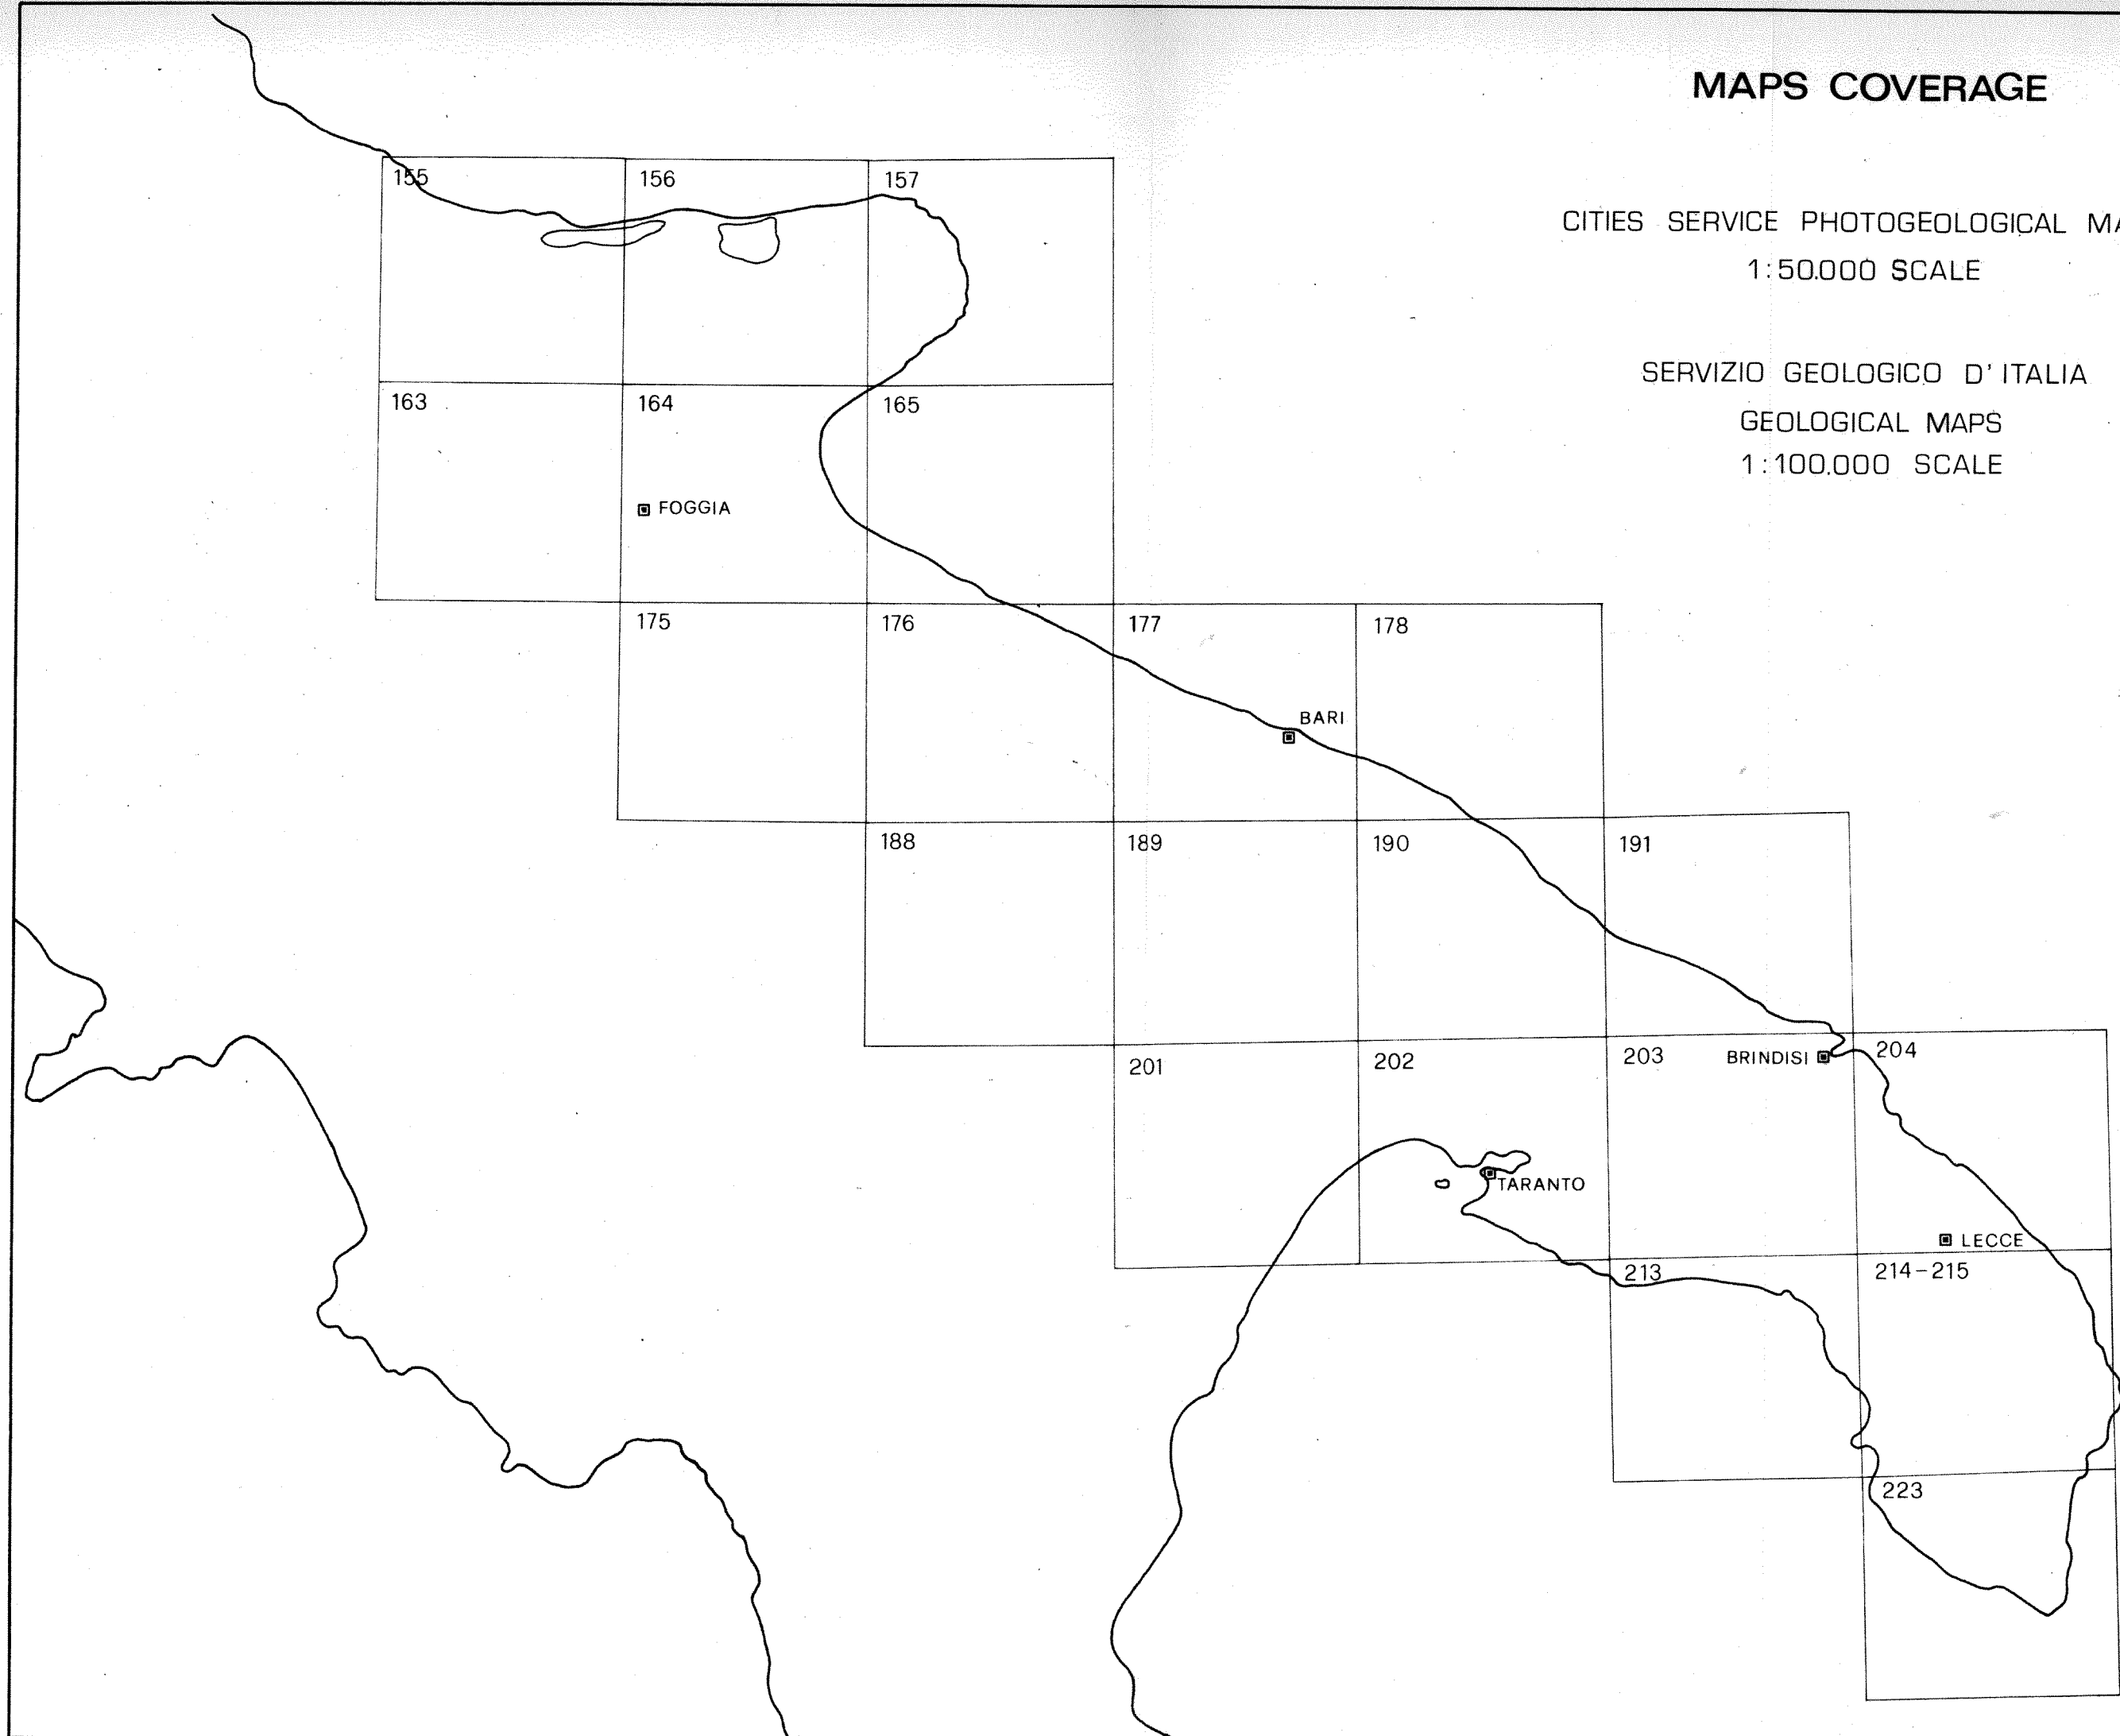 MAPS COVERAGE
CITIES SERVICE PHOTOGEOLOGICAL
1:50.000 SCALE
SERVIZIO GEOLOGICO D'ITALIA
GEOLOGICAL MAPS
1:100.000 SCALE
155
156
157
163
164
165
FOGGIA
175
176
177
178
BARI
188
189
190
191
201
202
203
BRINDISI
204
TARANTO
LECCE
213
214-215
223